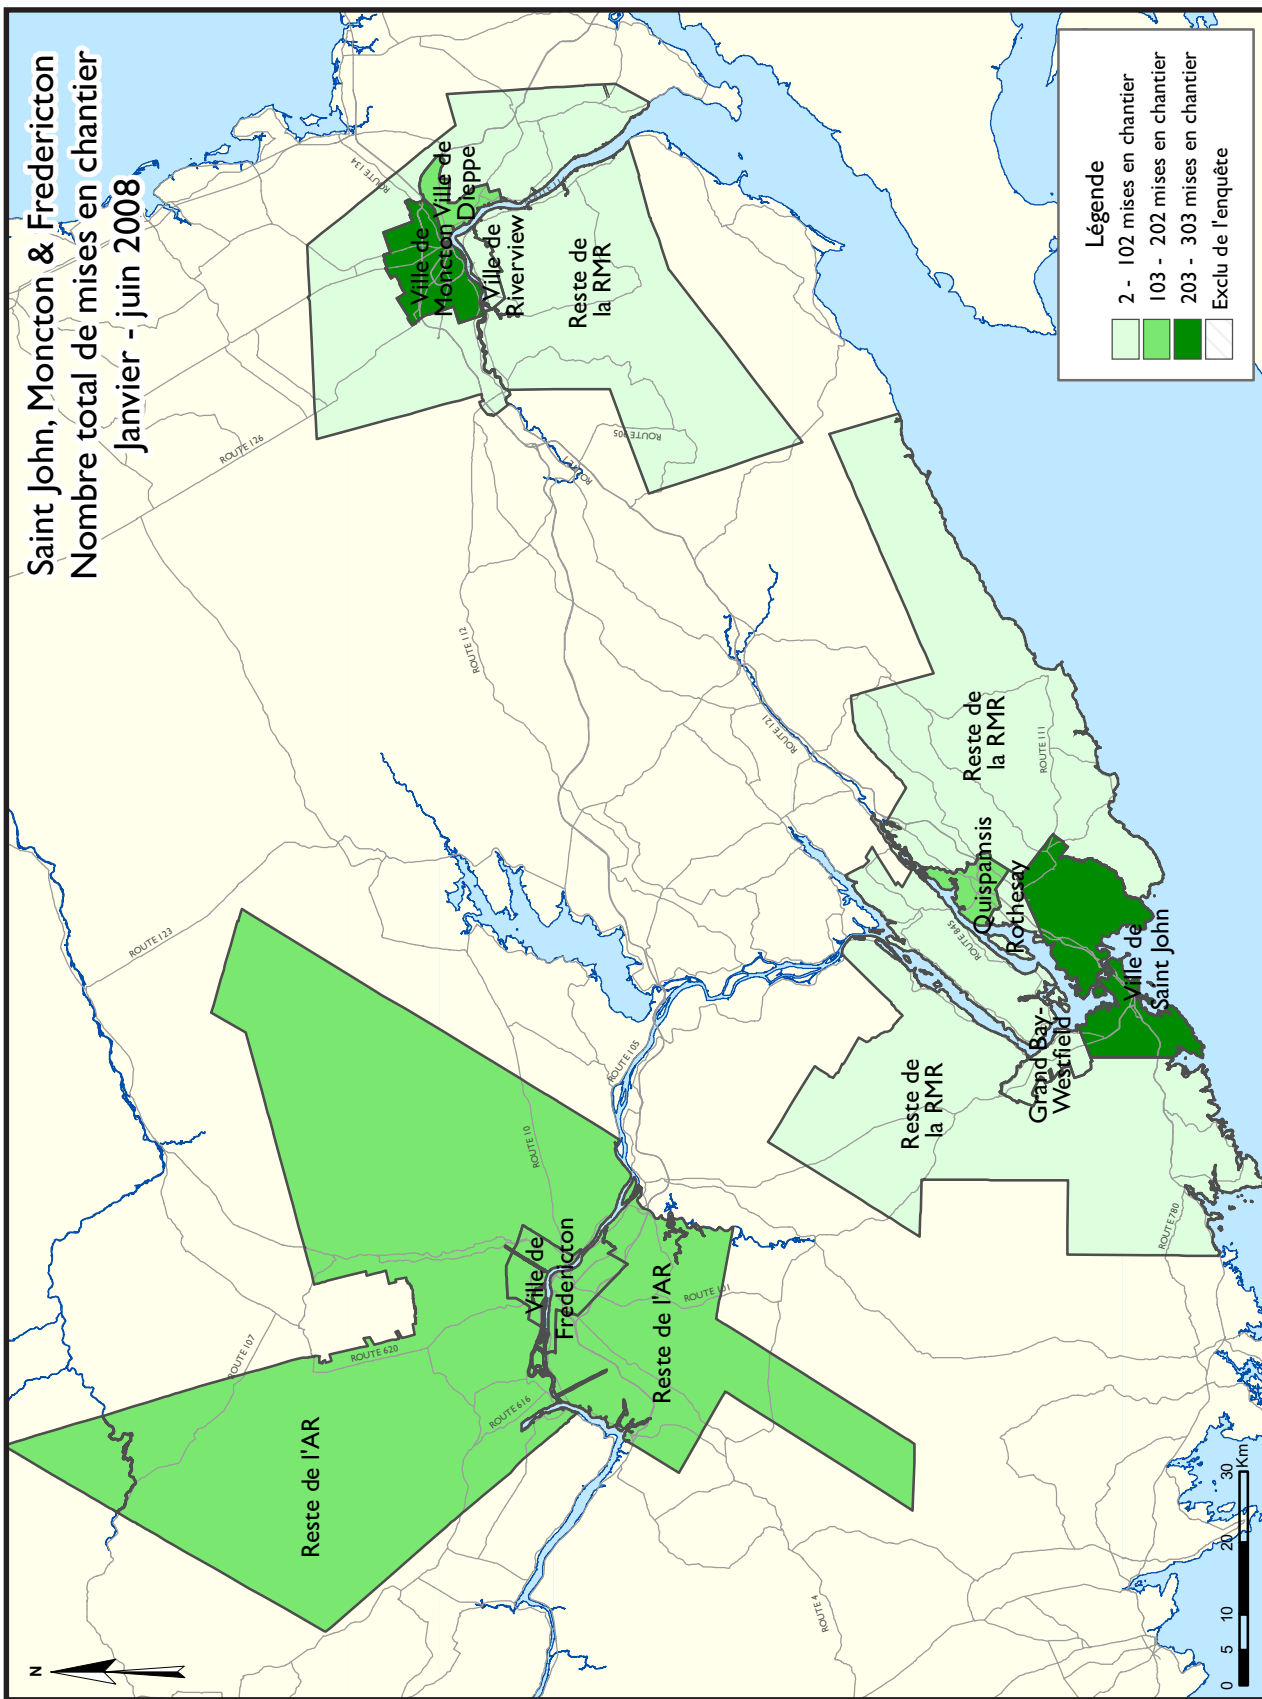 Saint John, Moncton & Fredericton
Nombre total de mises en chantier
Janvier - juin 2008
N
ROUTE 134
ROUTE 126
Ville de
Moncton
Ville de
Dieppe
Ville de
Riverview
Reste de
la RMR
ROUTE 905
ROUTE 1
ROUTE 112
ROUTE 123
ROUTE 121
ROUTE 10
ROUTE 105
ROUTE 107
ROUTE 620
ROUTE 616
Reste de l'AR
Ville de
Fredericton
Reste de l'AR
ROUTE 101
ROUTE 4
Reste de
la RMR
ROUTE 111
Quispamsis
Rothesay
ROUTE 845
Ville de
Saint John
Grand Bay-
Westfield
Reste de
la RMR
ROUTE 780
Légende
2 - 102 mises en chantier
103 - 202 mises en chantier
203 - 303 mises en chantier
Exclu de l'enquête
0 5 10 20 30
Km